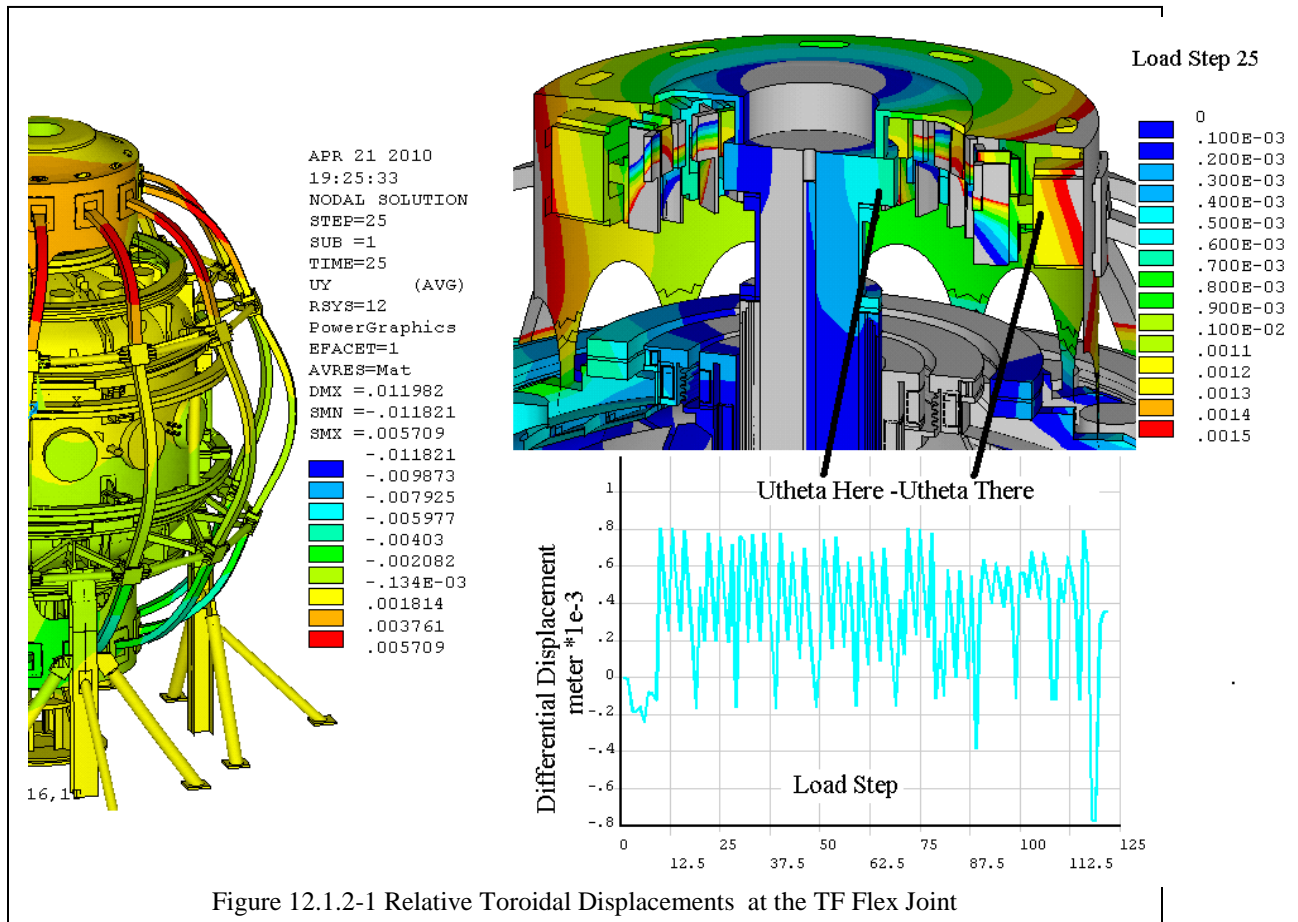 Load Step 25
APR 21 2010
19:25:33
NODAL SOLUTION
STEP=25
SUB =1
TIME=25
UY (AVG)
RSYS=12
PowerGraphics
EFACET=1
AVRES=Mat
DMX =.011982
SMN =-.011821
SMX =.005709
-.011821
-.009873
-.007925
-.005977
-.00403
-.002082
-.134E-03
.001814
.003761
.005709
X
MN
16,1T
0
.100E-03
.200E-03
.300E-03
.400E-03
.500E-03
.600E-03
.700E-03
.800E-03
.900E-03
.100E-02
.0011
.0012
.0013
.0014
.0015
Utheta Here -Utheta There
Differential Displacement
meter *1e-3
1
.8
.6
.4
.2
0
-.2
-.4
-.6
-.8
Load Step
0 25 50 75 100 125
12.5 37.5 62.5 87.5 112.5
Figure 12.1.2-1 Relative Toroidal Displacements at the TF Flex Joint